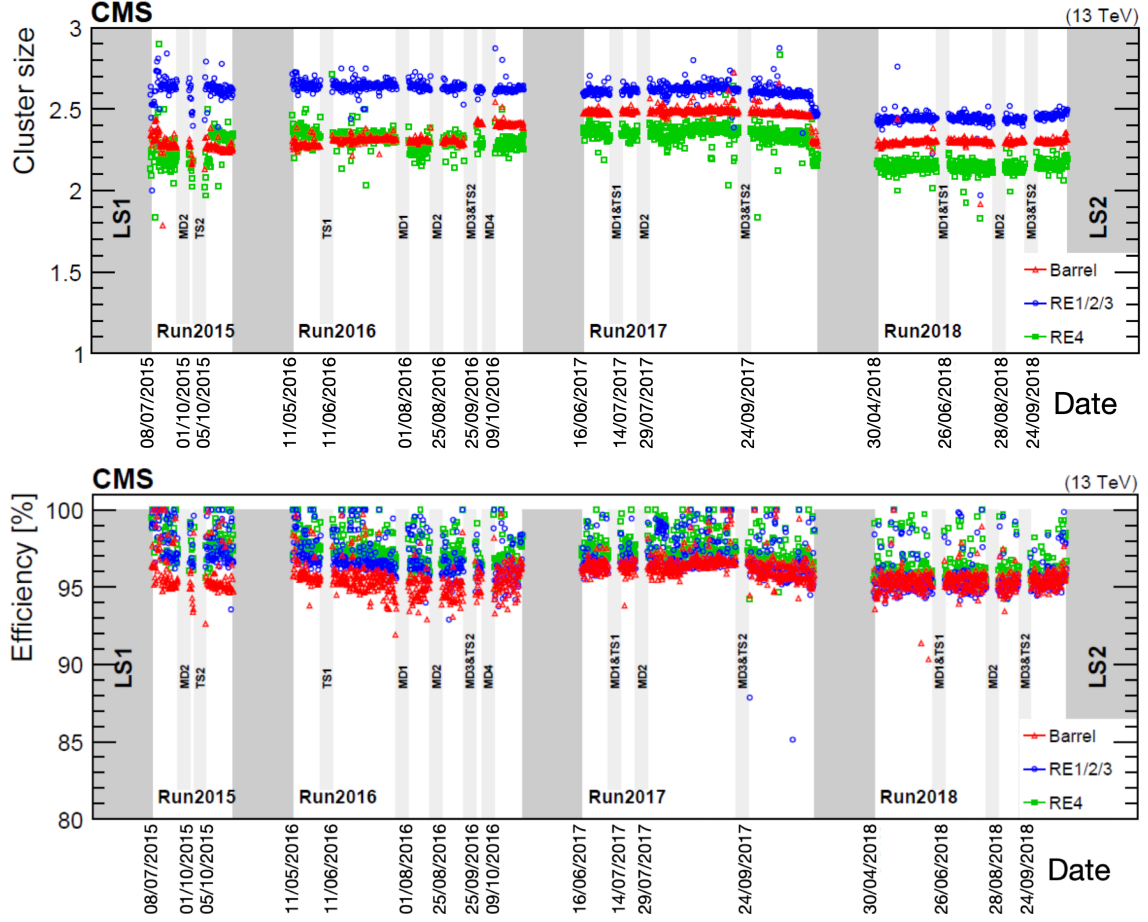 CMS
(13 TeV)
Cluster size
3
2.5
2
1.5
1
LS1
MD2
TS2
TS1
MD1
MD2
MD3&TS2
MD4
MD1&TS1
MD2
MD3&TS2
MD1&TS1
MD2
MD3&TS2
LS2
Barrel
RE1/2/3
RE4
Run2015
Run2016
Run2017
Run2018
08/07/2015
01/10/2015
05/10/2015
11/05/2016
11/06/2016
01/08/2016
25/08/2016
25/09/2016
09/10/2016
16/06/2017
14/07/2017
29/07/2017
24/09/2017
30/04/2018
26/06/2018
28/08/2018
24/09/2018
Date
CMS
(13 TeV)
Efficiency [%]
100
95
90
85
80
LS1
MD2
TS2
TS1
MD1
MD2
MD3&TS2
MD4
MD1&TS1
MD2
MD3&TS2
MD1&TS1
MD2
MD3&TS2
LS2
Barrel
RE1/2/3
RE4
Run2015
Run2016
Run2017
Run2018
08/07/2015
01/10/2015
05/10/2015
11/05/2016
11/06/2016
01/08/2016
25/08/2016
25/09/2016
09/10/2016
16/06/2017
14/07/2017
29/07/2017
24/09/2017
30/04/2018
26/06/2018
28/08/2018
24/09/2018
Date